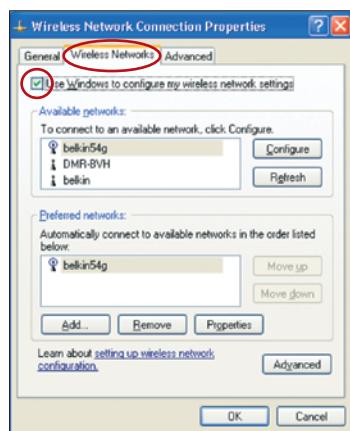 Wireless Network Connection Properties
General Wireless Networks Advanced
Use Windows to configure my wireless network settings
Available networks:
To connect to an available network, click Configure.
belkin54g
DMR-BVH
belkin
Configure
Refresh
Preferred networks:
Automatically connect to available networks in the order listed
below:
belkin54g
Move up
Move down
Add... Remove Properties
Learn about setting up wireless network
configuration.
Advanced
OK Cancel